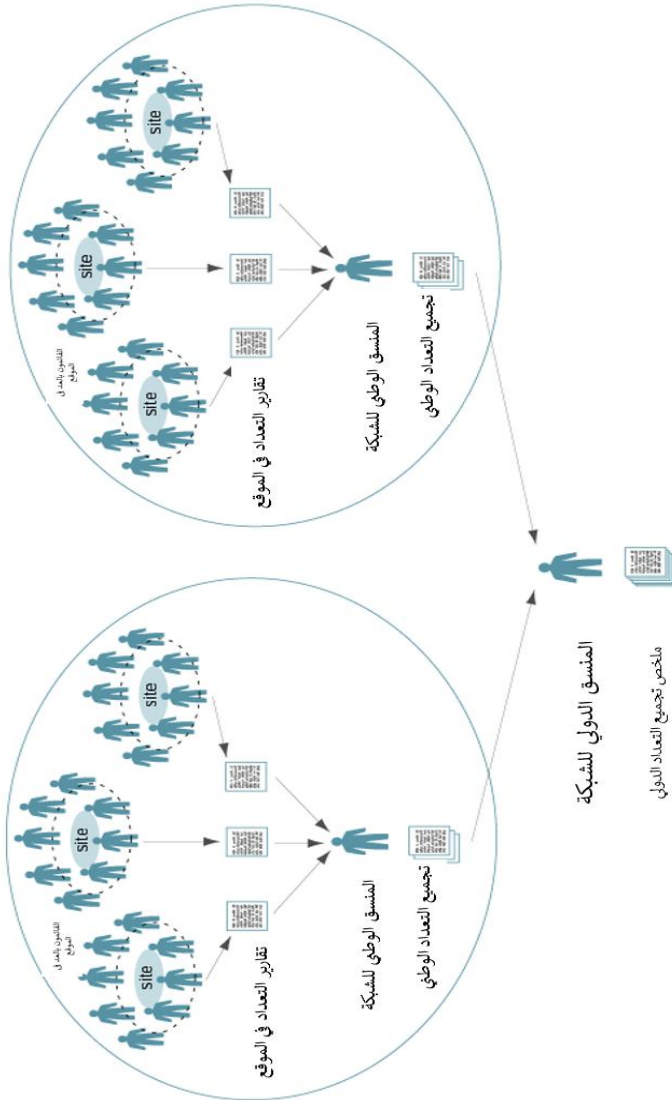 site
site
site
القائمون بالعد في
الموقع
تقارير التعداد في الموقع
المنسق الوطني للشبكة
تجميع التعداد الوطني
site
site
site
القائمون بالعد في
الموقع
تقارير التعداد في الموقع
المنسق الوطني للشبكة
تجميع التعداد الوطني
المنسق الدولي للشبكة
ملخص تجميع التعداد الدولي